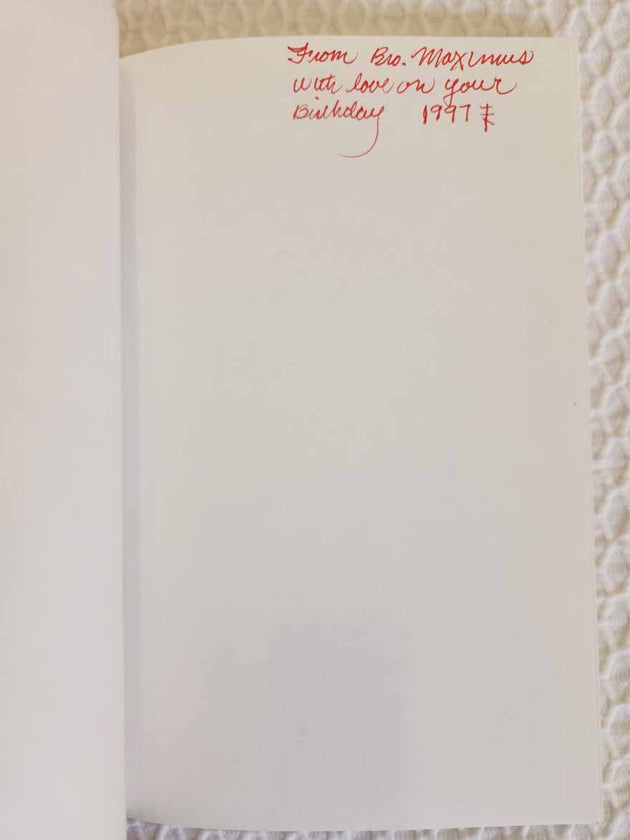 From Bro. Maximus
with love on your
Birthday 1997